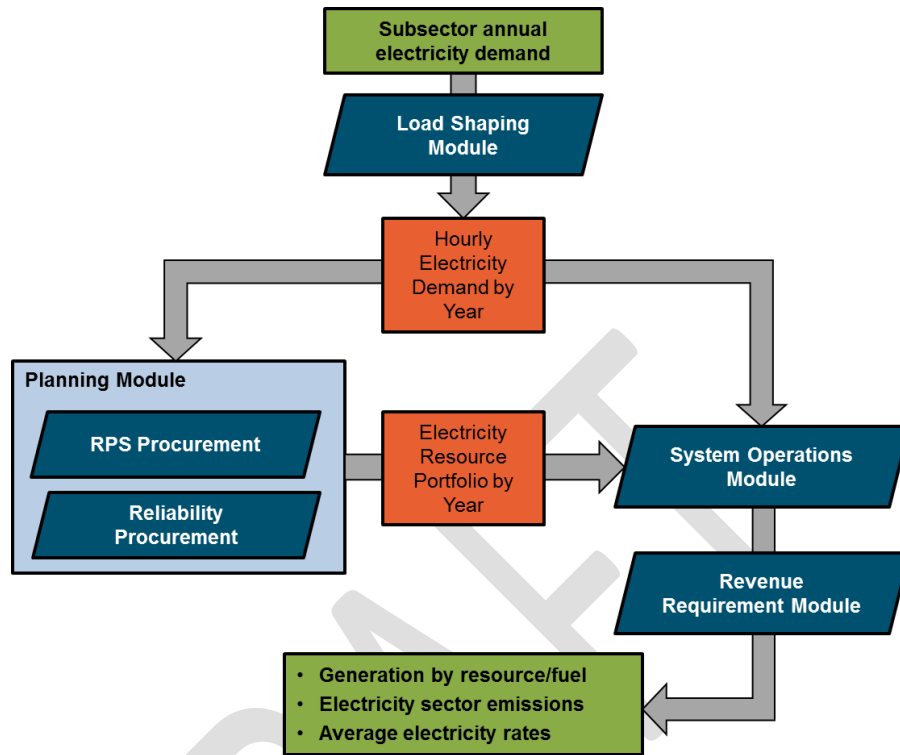 Subsector annual
electricity demand
Load Shaping
Module
Hourly
Electricity
Demand by
Year
Planning Module
RPS Procurement
Reliability
Procurement
Electricity
Resource
Portfolio by
Year
System Operations
Module
Revenue
Requirement Module
• Generation by resource/fuel
• Electricity sector emissions
• Average electricity rates
DRAFT